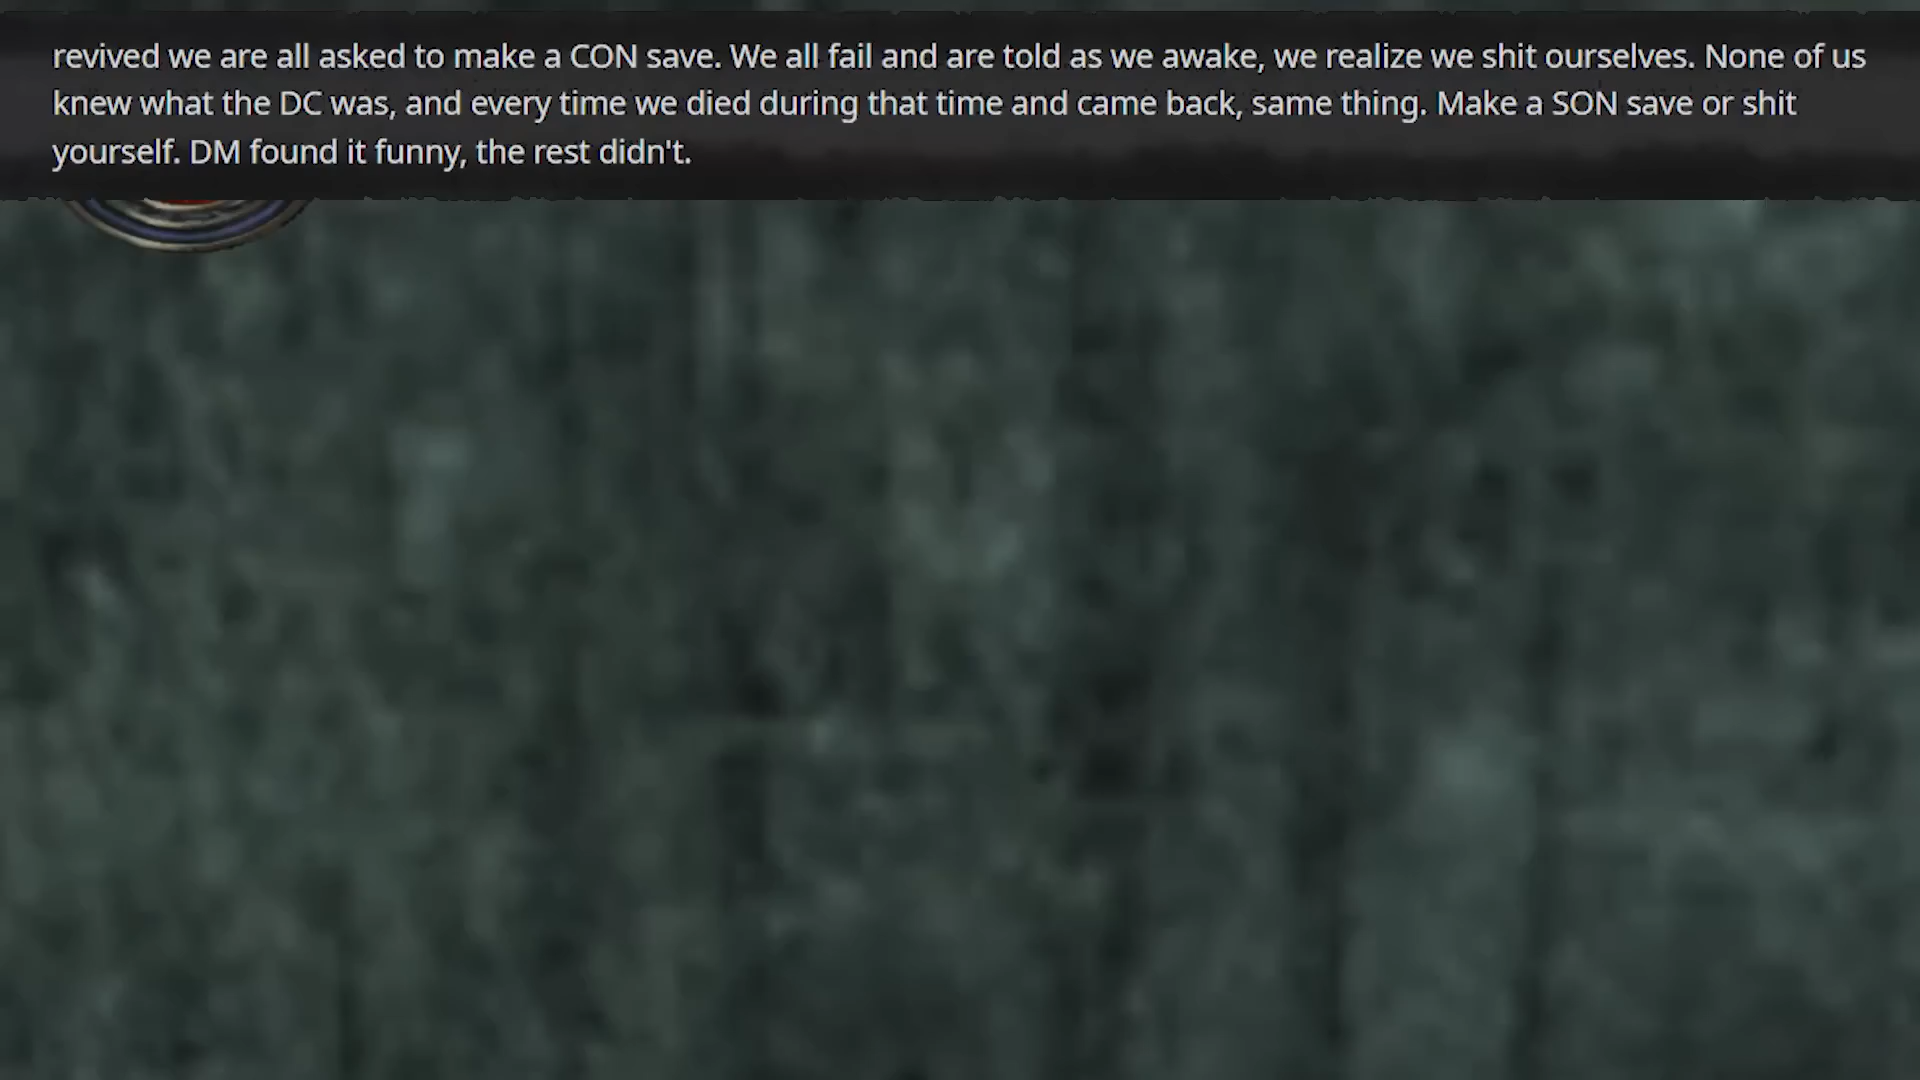 revived we are all asked to make a CON save. We all fail and are told as we awake, we realize we shit ourselves. None of us
knew what the DC was, and every time we died during that time and came back, same thing. Make a SON save or shit
yourself. DM found it funny, the rest didn't.